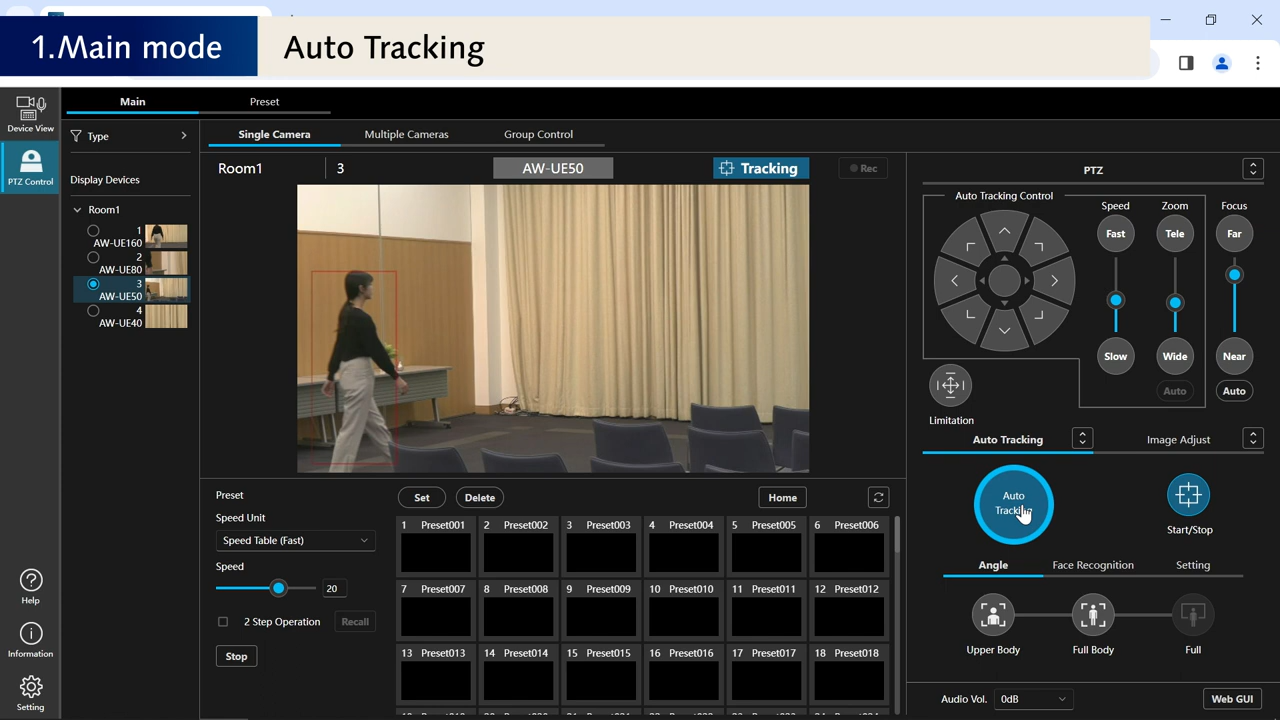 1.Main mode
Auto Tracking
Device View
PTZ Control
Help
Information
Setting
Main
Preset
Type
Display Devices
Room1
1
AW-UE160
2
AW-UE80
3
AW-UE50
4
AW-UE40
Single Camera
Multiple Cameras
Group Control
Room1
3
AW-UE50
Tracking
Rec
Preset
Speed Unit
Speed Table (Fast)
Speed
20
2 Step Operation
Recall
Stop
Set
Delete
Home
1 Preset001
2 Preset002
3 Preset003
4 Preset004
5 Preset005
6 Preset006
7 Preset007
8 Preset008
9 Preset009
10 Preset010
11 Preset011
12 Preset012
13 Preset013
14 Preset014
15 Preset015
16 Preset016
17 Preset017
18 Preset018
PTZ
Auto Tracking Control
Speed
Zoom
Focus
Fast
Tele
Far
Slow
Wide
Near
Auto
Auto
Limitation
Auto Tracking
Image Adjust
Auto
Tracking
Start/Stop
Angle
Face Recognition
Setting
Upper Body
Full Body
Full
Audio Vol.
0dB
Web GUI